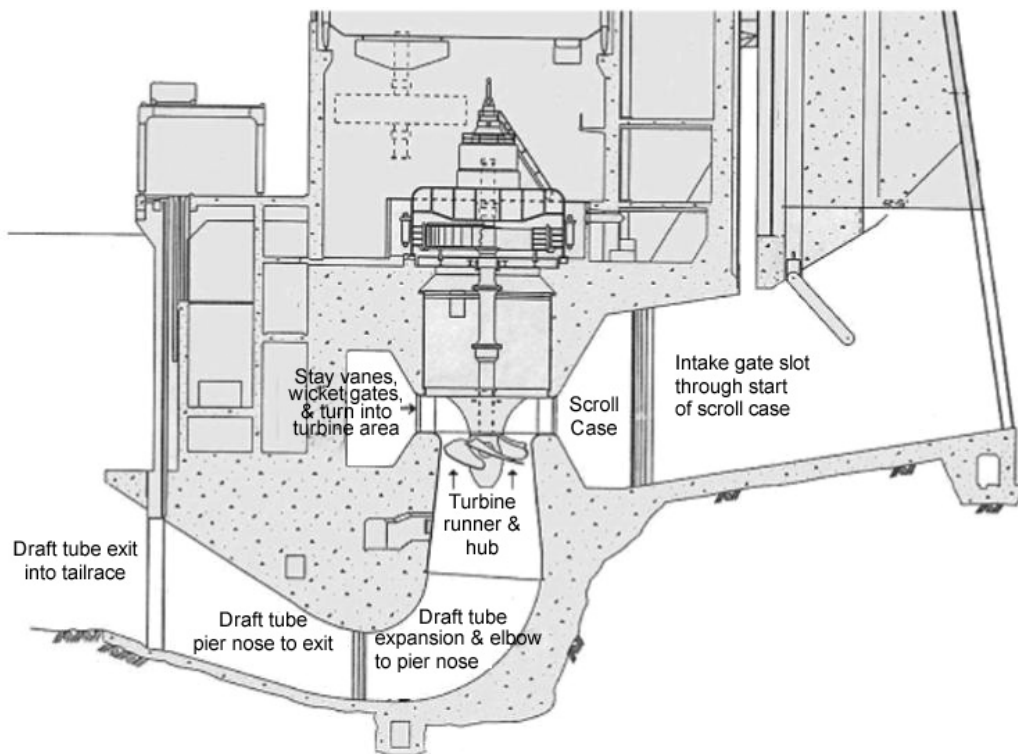 Stay vanes,
wicket gates,
& turn into
turbine area
Scroll
Case
Intake gate slot
through start
of scroll case
Turbine
runner &
hub
Draft tube exit
into tailrace
Draft tube
pier nose to exit
Draft tube
expansion & elbow
to pier nose